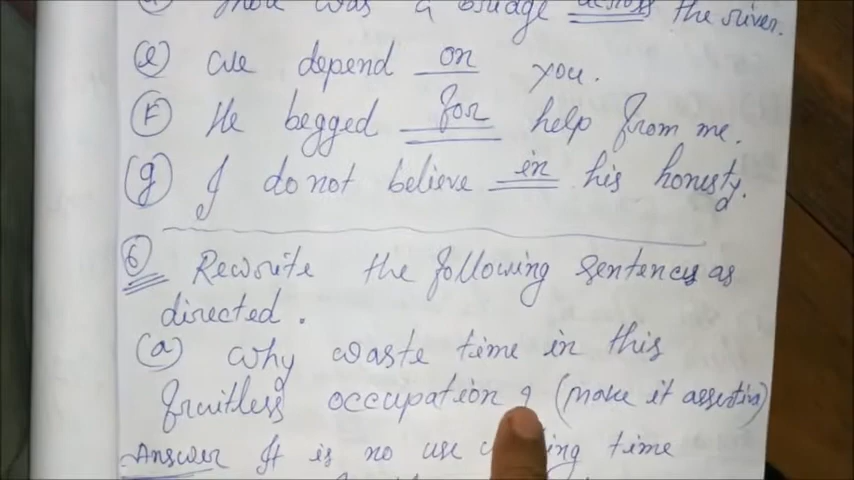 There was a bridge across the river.
(e) We depend on you.
(F) He begged for help from me.
(g) I do not believe in his honesty.
(6) Rewrite the following sentences as
directed.
(a) Why waste time in this
fruitless occupation ? (make it assertive)
Answer It is no use time